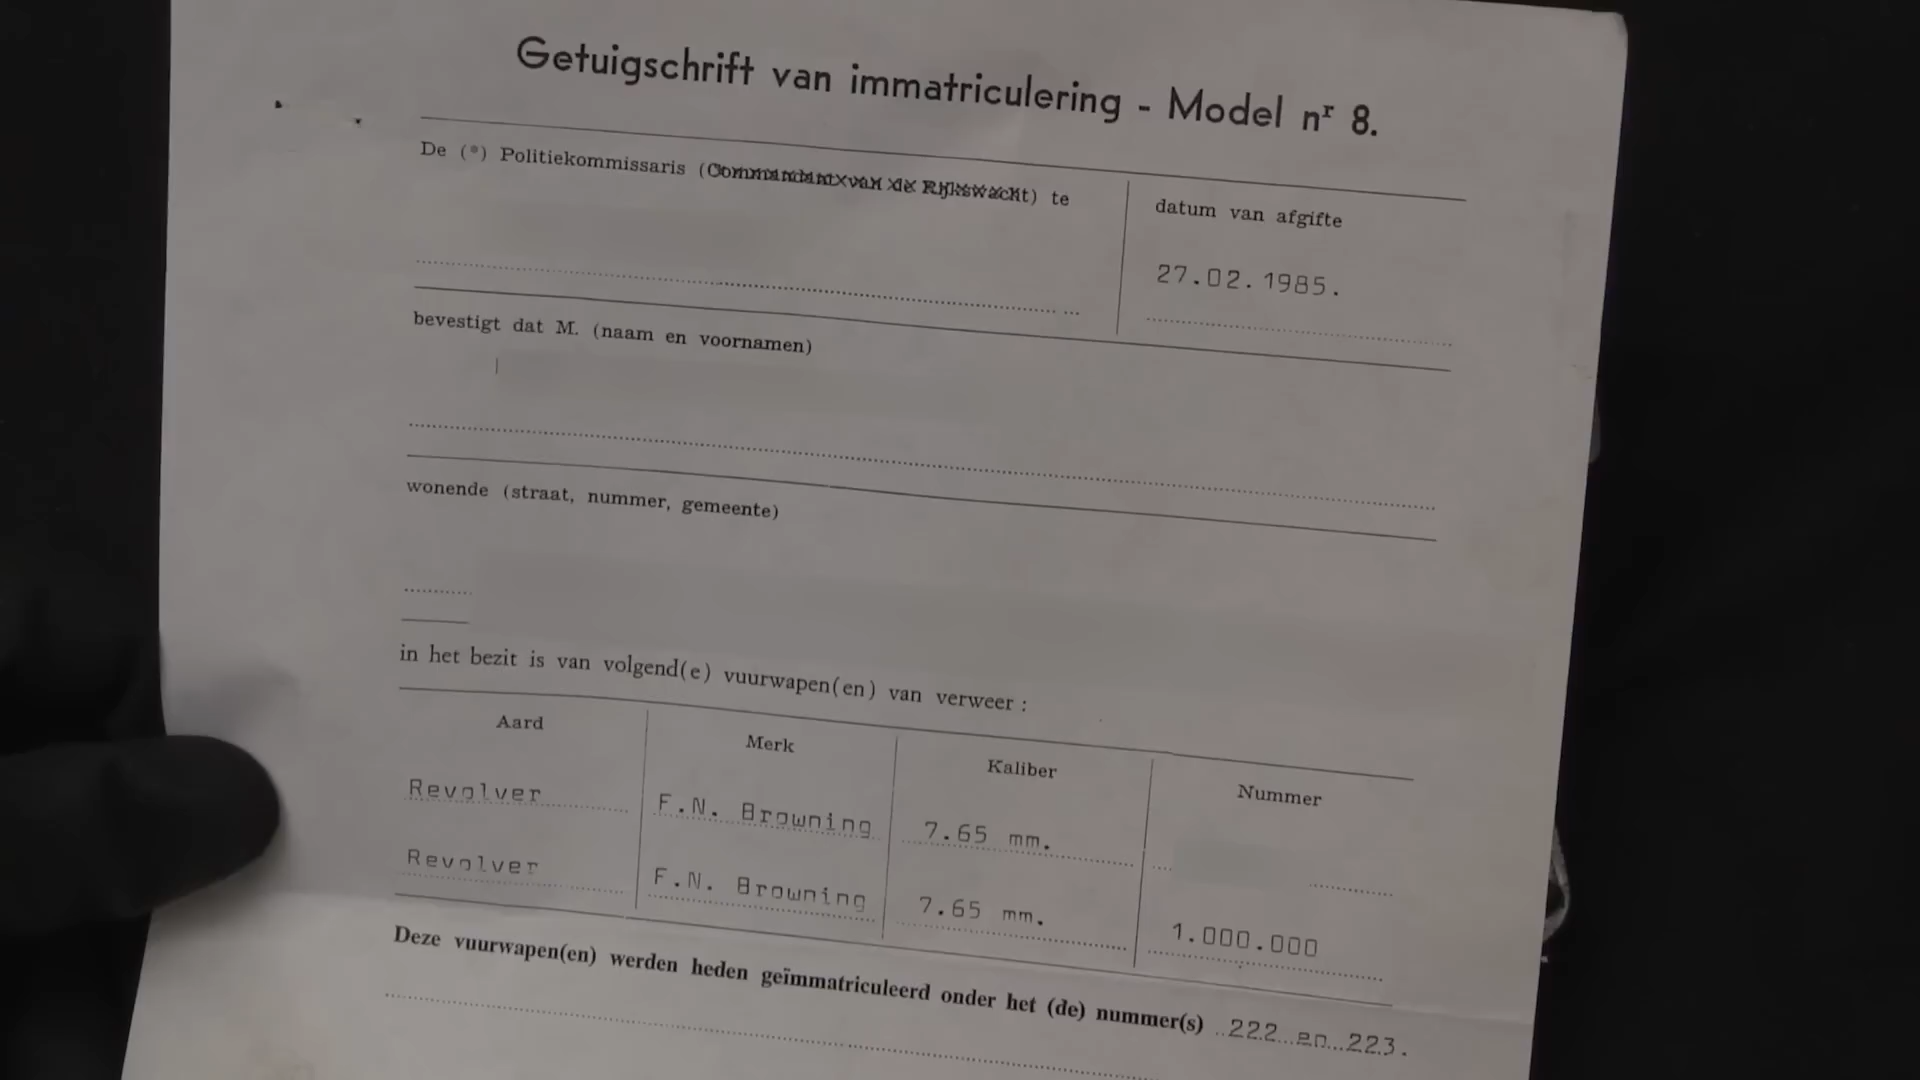 Getuigschrift van immatriculering - Model nʳ 8.
De (*) Politiekommissaris (Commandant van de Rijkswacht) te
datum van afgifte
27.02.1985.
bevestigt dat M. (naam en voornamen)
wonende (straat, nummer, gemeente)
in het bezit is van volgend(e) vuurwapen(en) van verweer :
Aard Merk Kaliber Nummer
Revolver F.N. Browning 7.65 mm.
Revolver F.N. Browning 7.65 mm. 1.000.000
Deze vuurwapen(en) werden heden geïmmatriculeerd onder het (de) nummer(s) 222 en 223.